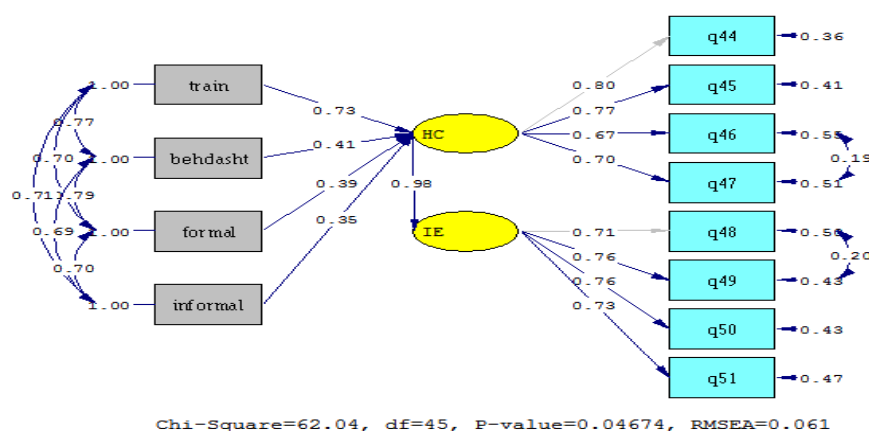 q44
0.36
1.00
train
0.80
q45
0.41
0.73
0.77
0.77
HC
0.67
q46
0.55
1.00
behdasht
0.41
0.70
0.19
0.70
0.39
0.98
q47
0.51
0.71
0.79
0.35
0.69
1.00
formal
IE
0.71
q48
0.50
0.76
0.20
0.70
0.76
q49
0.43
1.00
informal
0.73
q50
0.43
q51
0.47
Chi-Square=62.04, df=45, P-value=0.04674, RMSEA=0.061